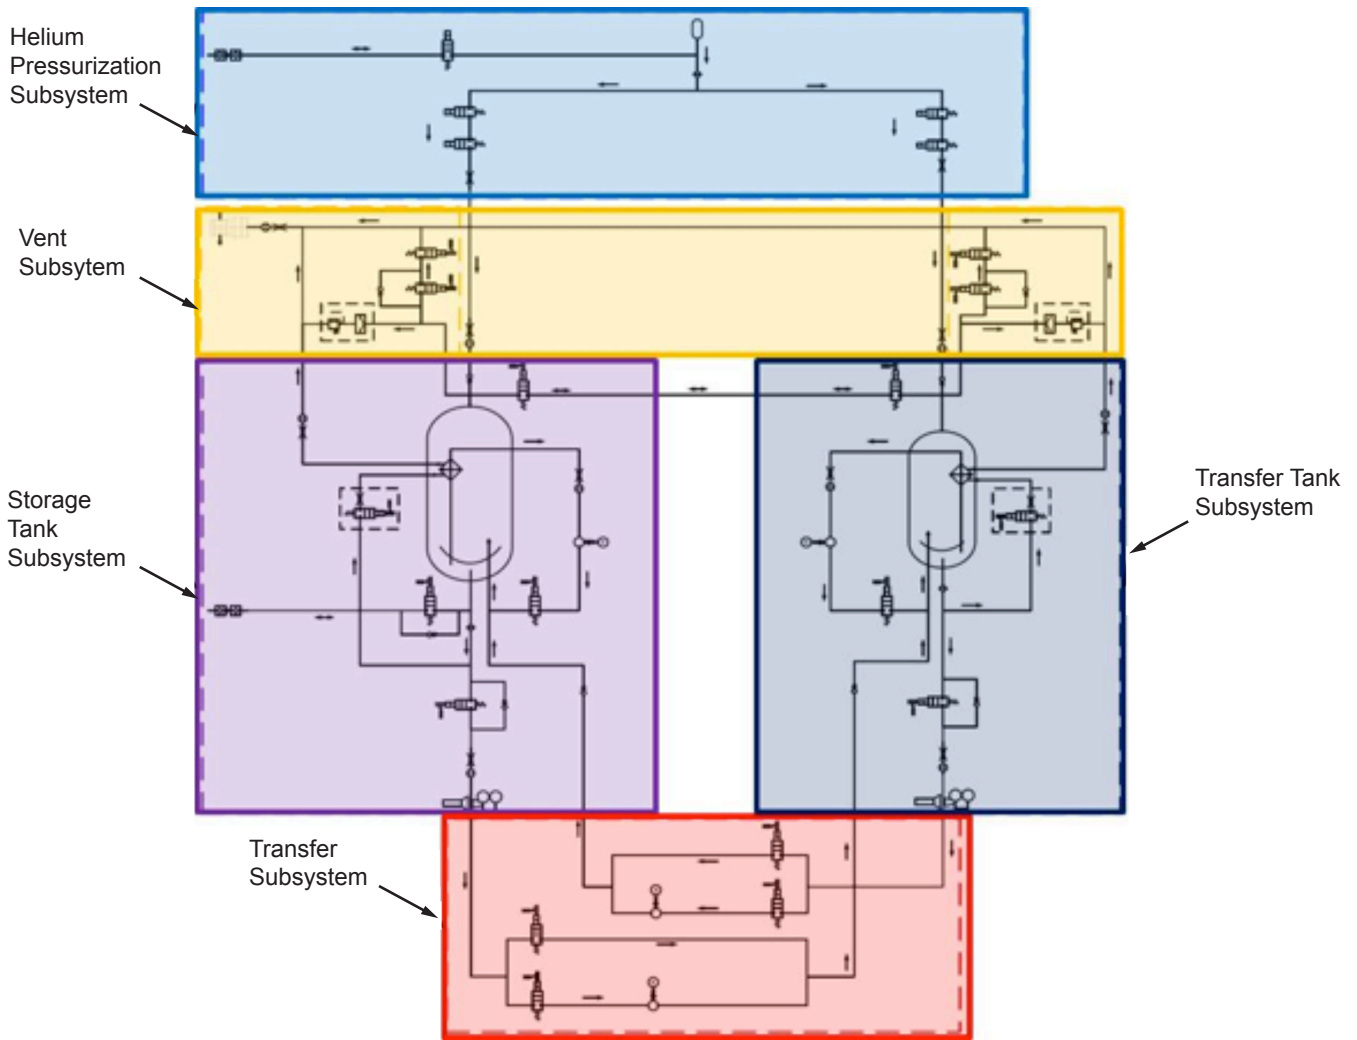 Helium
Pressurization
Subsystem
Vent
Subsytem
Storage
Tank
Subsystem
Transfer Tank
Subsystem
Transfer
Subsystem